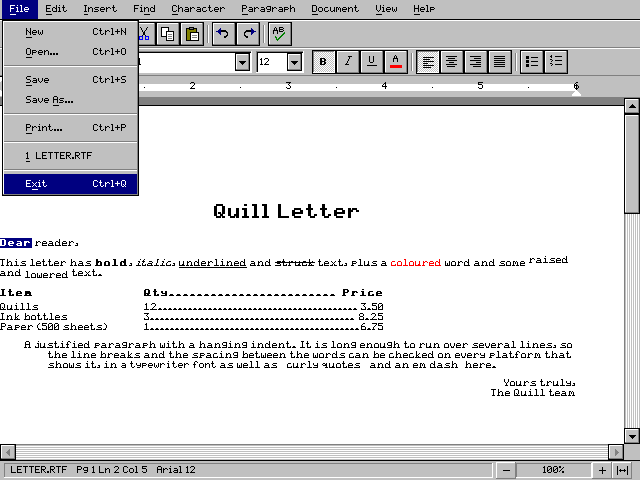 File Edit Insert Find Character Paragraph Document View Help
New Ctrl+N
Open... Ctrl+O
Save Ctrl+S
Save As...
Print... Ctrl+P
1 LETTER.RTF
Exit Ctrl+Q
ABC
12 B I U A
2 3 4 5 6
Quill Letter
Dear reader,
This letter has bold, italic, underlined and struck text, plus a coloured word and some raised
and lowered text.
Item Qty........................ Price
Quills 12........................ 3.50
Ink bottles 3........................ 8.25
Paper (500 sheets) 1........................ 6.75
A justified paragraph with a hanging indent. It is long enough to run over several lines, so
the line breaks and the spacing between the words can be checked on every platform that
shows it, in a typewriter font as well as curly quotes and an em dash here.
Yours truly,
The Quill team
LETTER.RTF Pg 1 Ln 2 Col 5 Arial 12 100%